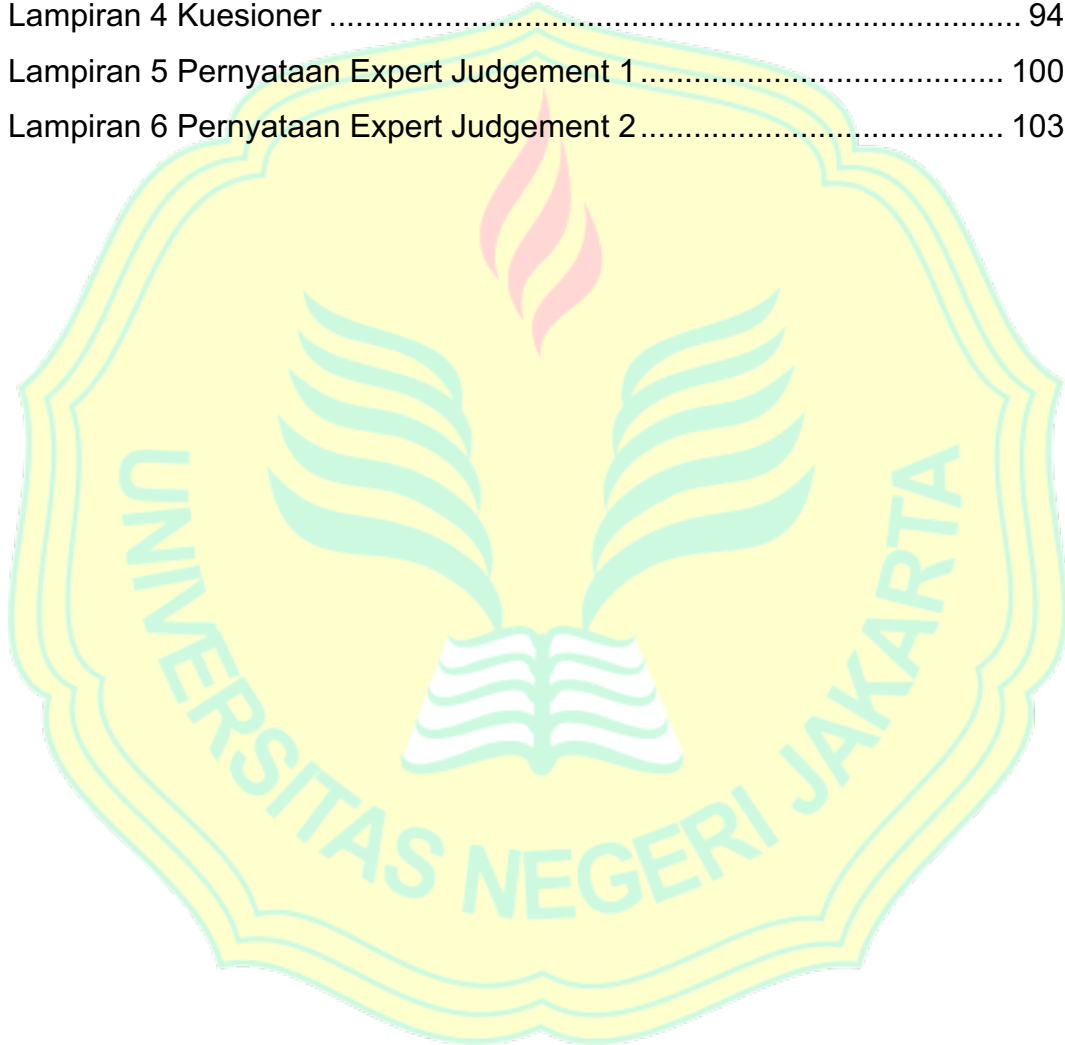 Lampiran 4 Kuesioner ................................................................................ 94
Lampiran 5 Pernyataan Expert Judgement 1 .......................................... 100
Lampiran 6 Pernyataan Expert Judgement 2 .......................................... 103
UNIVERSITAS NEGERI JAKARTA